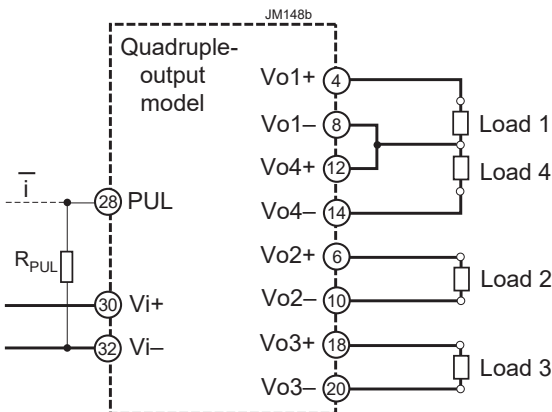 JM148b
Quadruple-
output
model
Vo1+ 4
Vo1– 8
Load 1
Vo4+ 12
Load 4
i
28 PUL
Vo4– 14
Vo2+ 6
RPUL
Load 2
30 Vi+
Vo2– 10
32 Vi–
Vo3+ 18
Load 3
Vo3– 20